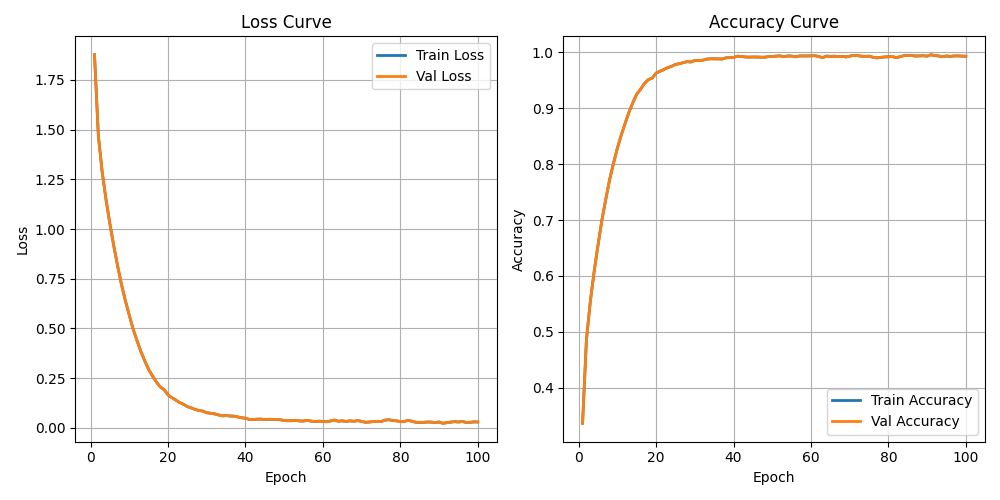 Loss Curve
1.75
1.50
1.25
1.00
0.75
0.50
0.25
0.00
Loss
0 20 40 60 80 100
Epoch
Train Loss
Val Loss
Accuracy Curve
1.0
0.9
0.8
0.7
0.6
0.5
0.4
Accuracy
0 20 40 60 80 100
Epoch
Train Accuracy
Val Accuracy